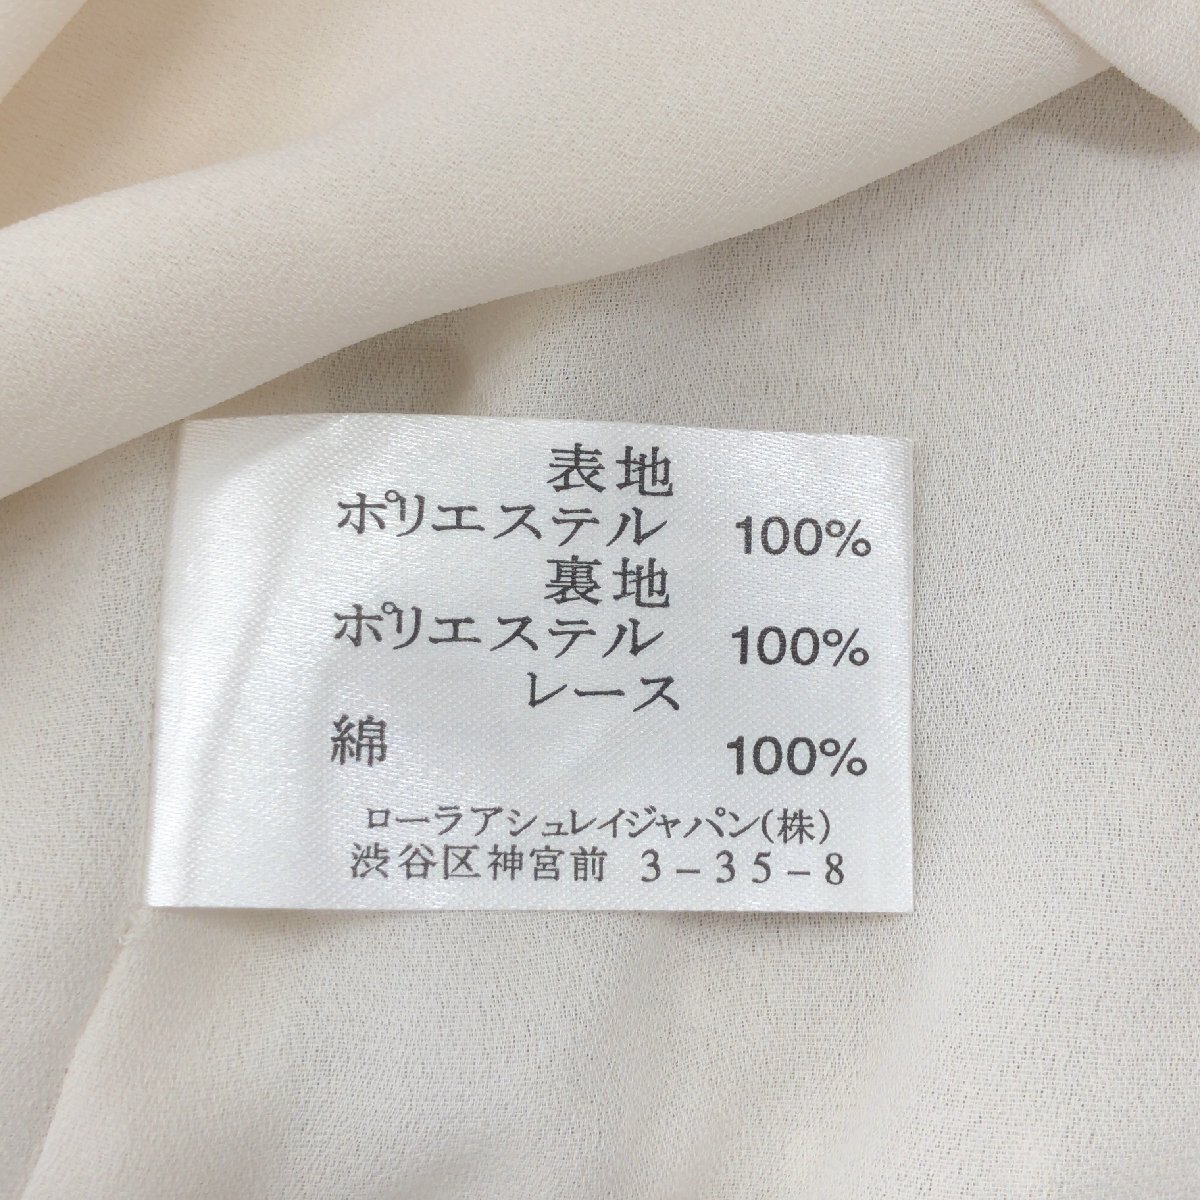 表地
ポリエステル 100%
裏地
ポリエステル 100%
レース
綿 100%
ローラアシュレイジャパン(株)
渋谷区神宮前 3-35-8